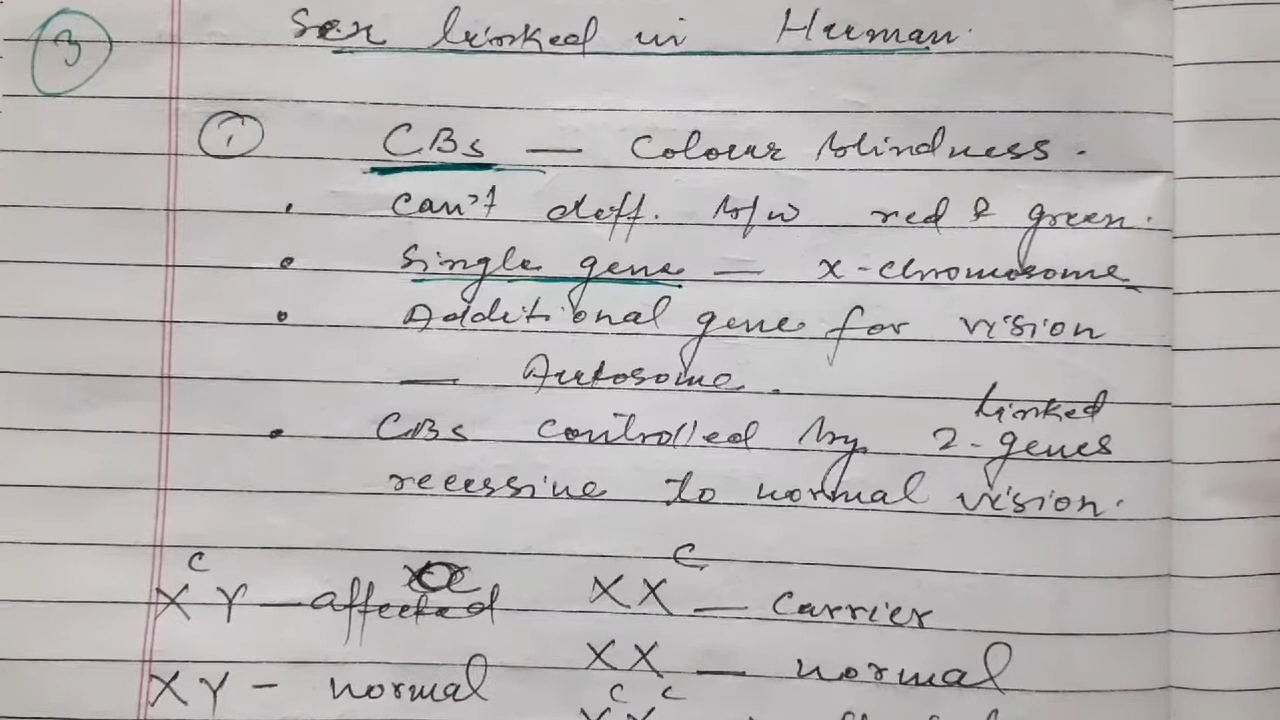 3
Sex linked in Human.
1 CBs — Colour blindness.
• can't deff. b/w red & green.
• Single gene — X-chromosome
• Additional gene for vision
— Autosome.
Linked
• CBs controlled by 2-genes
recessive to normal vision.
XᶜY — affected XXᶜ — Carrier
XY — normal XX — normal
XᶜXᶜ